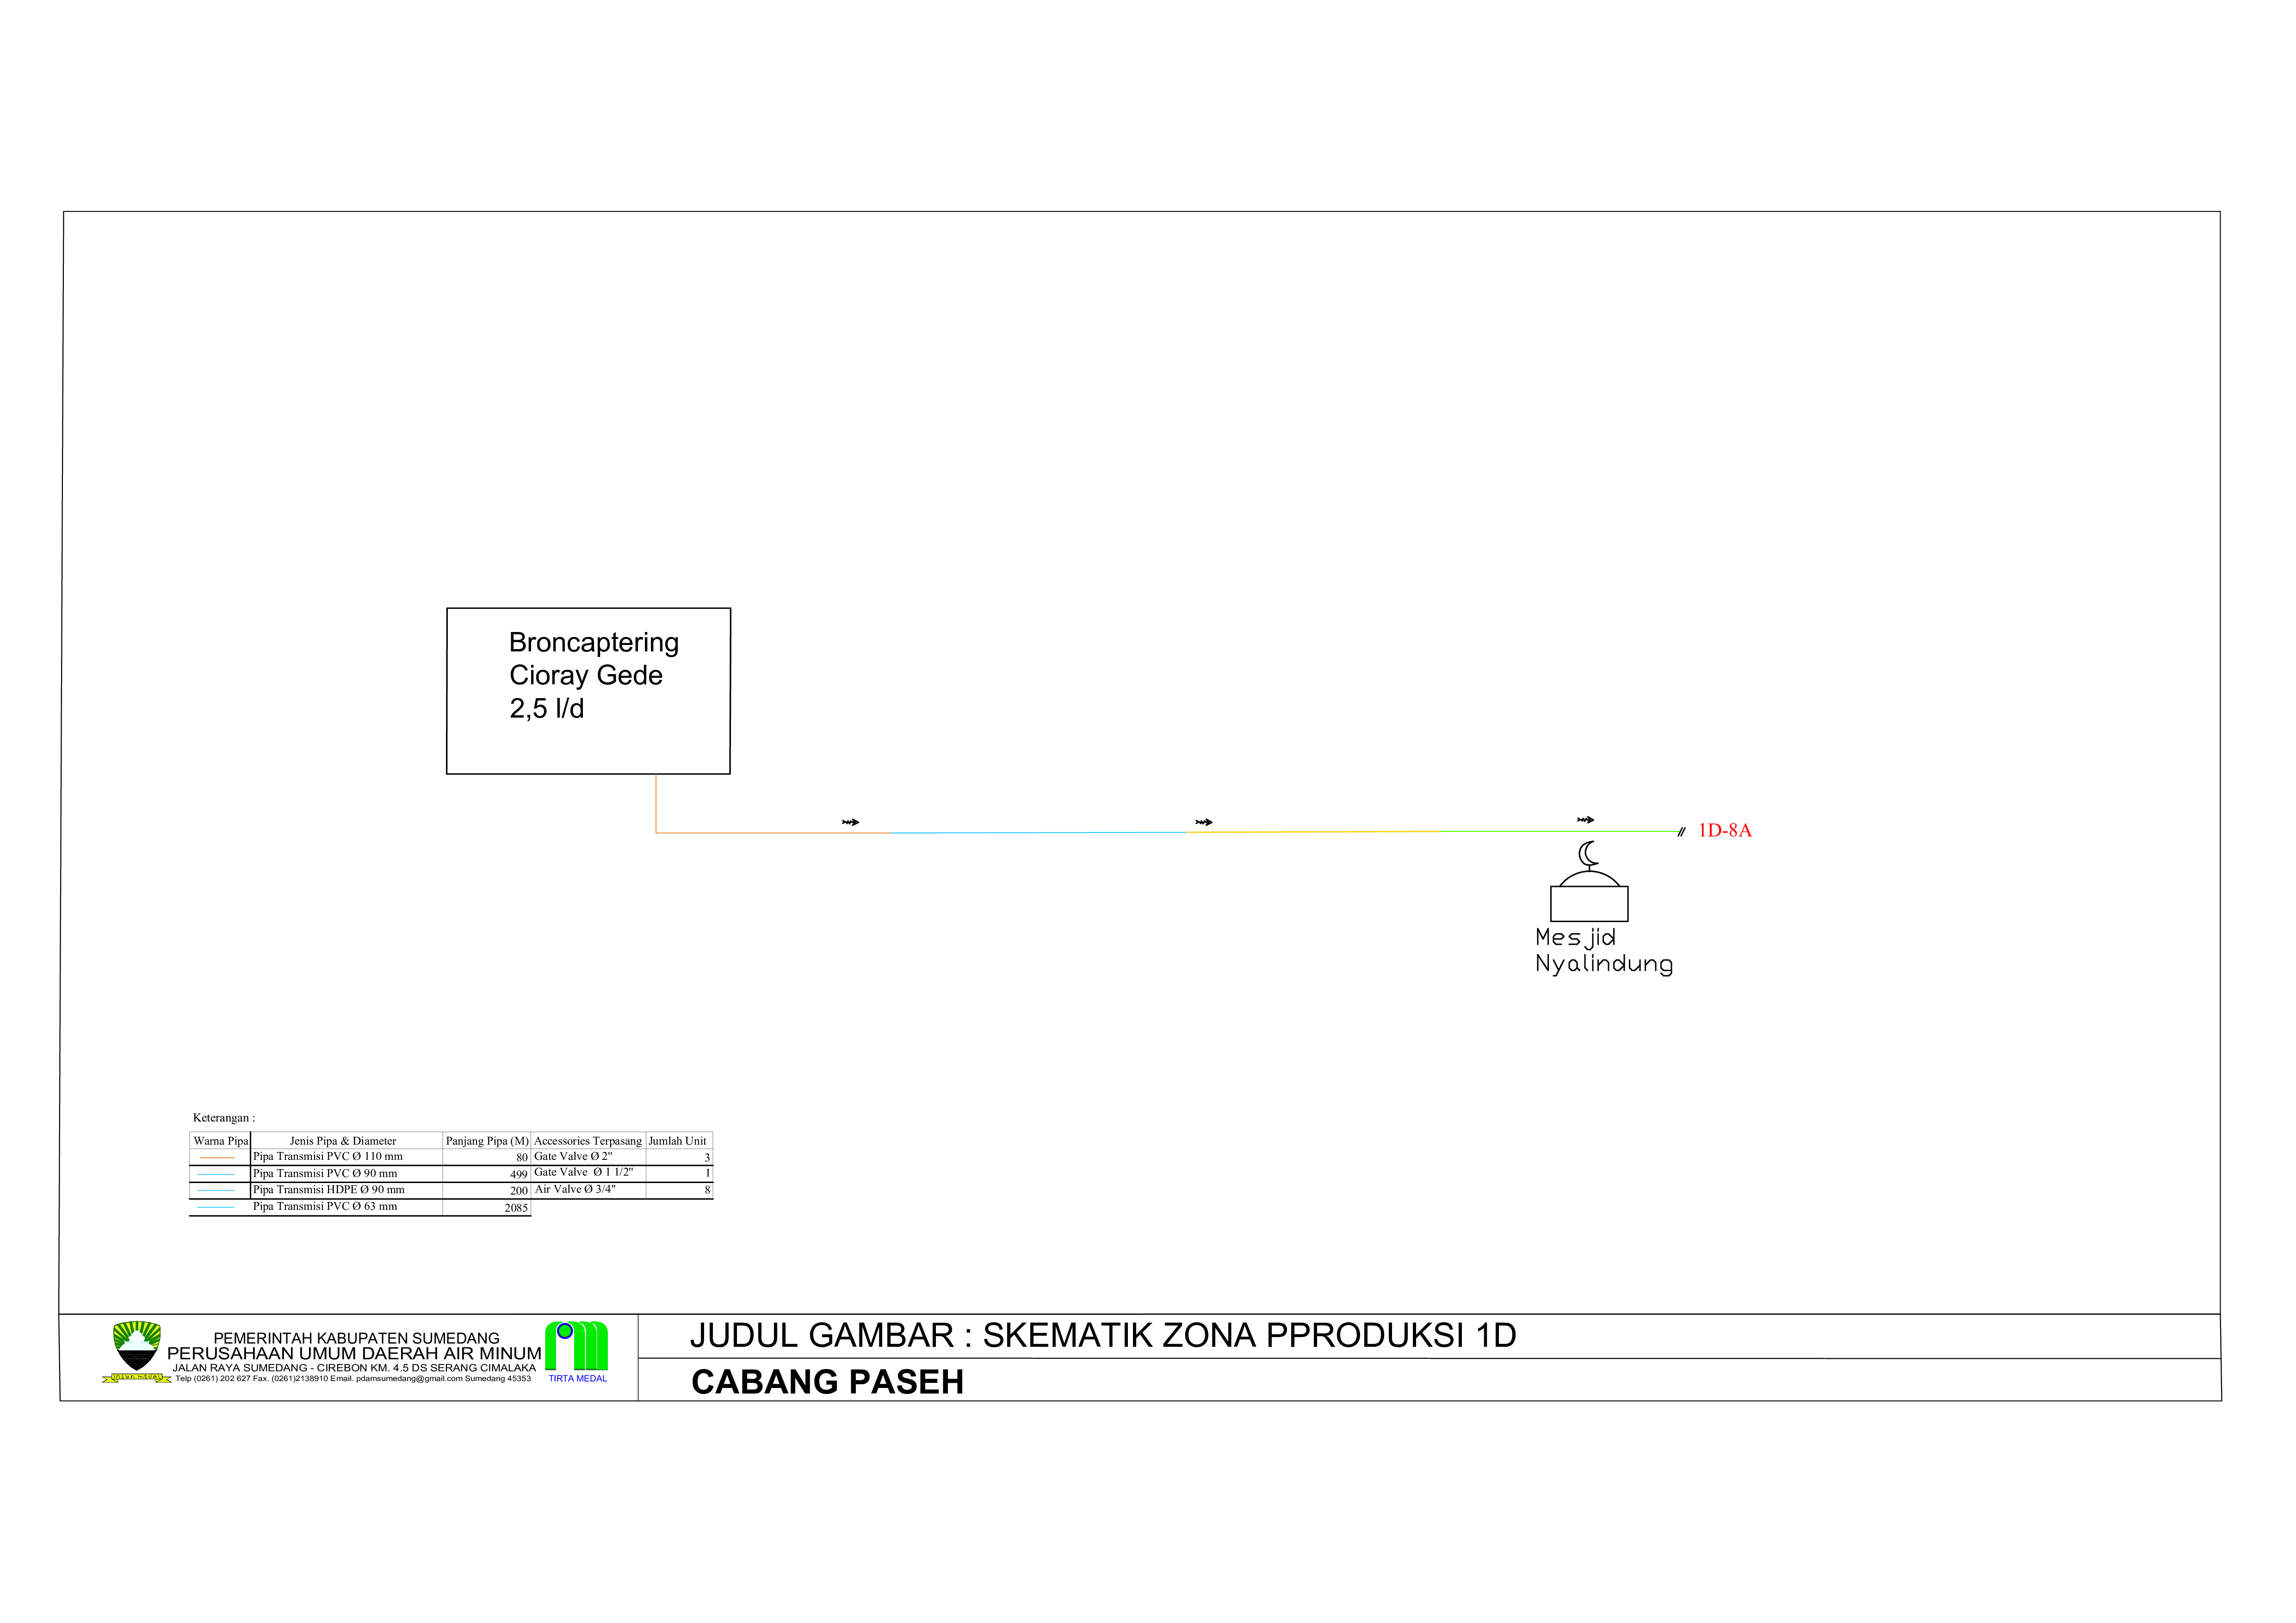 Broncaptering
Cioray Gede
2,5 l/d
1D-8A
Mesjid
Nyalindung
Keterangan :
Warna Pipa Jenis Pipa & Diameter Panjang Pipa (M) Accessories Terpasang Jumlah Unit
Pipa Transmisi PVC Ø 110 mm 80 Gate Valve Ø 2" 3
Pipa Transmisi PVC Ø 90 mm 499 Gate Valve Ø 1 1/2" 1
Pipa Transmisi HDPE Ø 90 mm 200 Air Valve Ø 3/4" 8
Pipa Transmisi PVC Ø 63 mm 2085
PEMERINTAH KABUPATEN SUMEDANG
PERUSAHAAN UMUM DAERAH AIR MINUM
JALAN RAYA SUMEDANG - CIREBON KM. 4.5 DS SERANG CIMALAKA
Telp (0261) 202 627 Fax. (0261)2138910 Email. pdamsumedang@gmail.com Sumedang 45353
TIRTA MEDAL
JUDUL GAMBAR : SKEMATIK ZONA PPRODUKSI 1D
CABANG PASEH